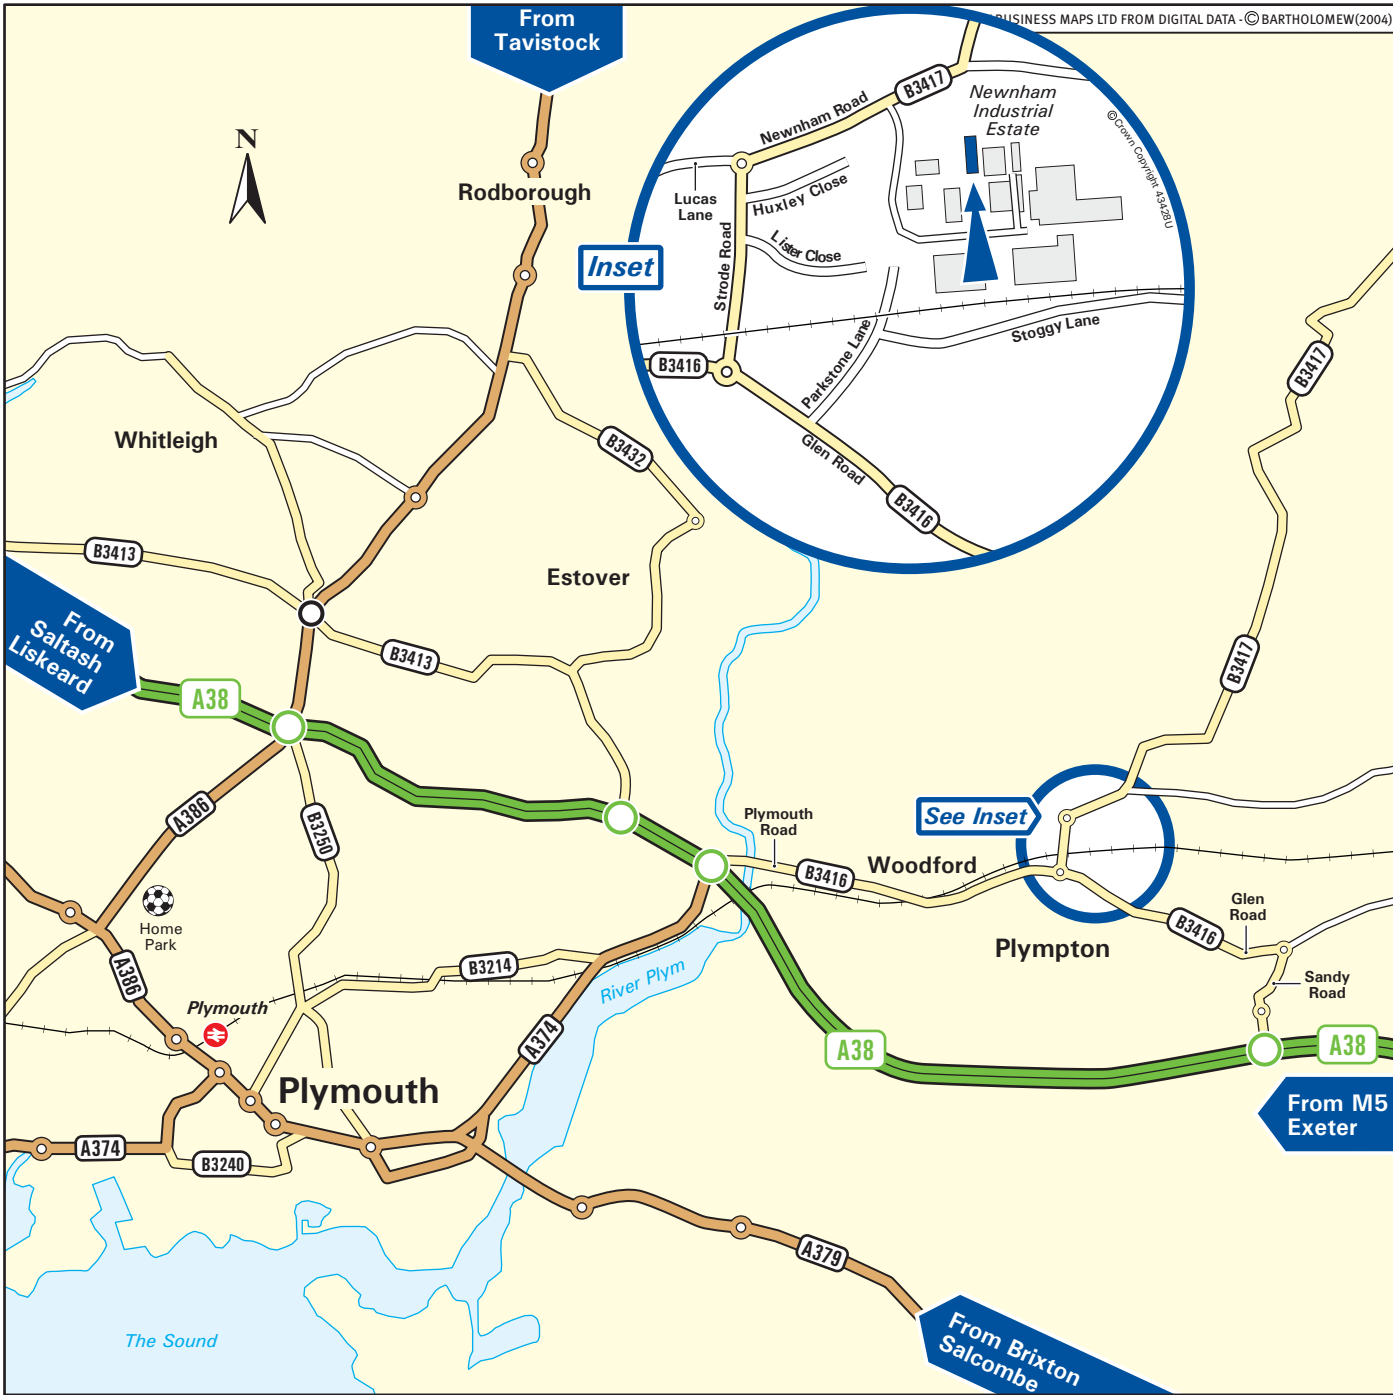 From
Tavistock
BUSINESS MAPS LTD FROM DIGITAL DATA - © BARTHOLOMEW(2004)
N
Rodborough
Inset
B3417
Newnham Road
Newnham
Industrial
Estate
©Crown Copyright 43428U
Lucas
Lane
Huxley Close
Lister Close
Strode Road
Stoggy Lane
Parkstone Lane
B3416
Glen Road
B3416
B3417
Whitleigh
B3432
B3413
Estover
From
Saltash
Liskeard
B3413
B3417
A38
A386
B3250
See Inset
Plymouth
Road
B3416
Woodford
Home
Park
Glen
Road
B3416
Plympton
A386
B3214
River Plym
Sandy
Road
Plymouth
A374
A38
A38
Plymouth
From M5
Exeter
A374
B3240
A379
The Sound
From Brixton
Salcombe